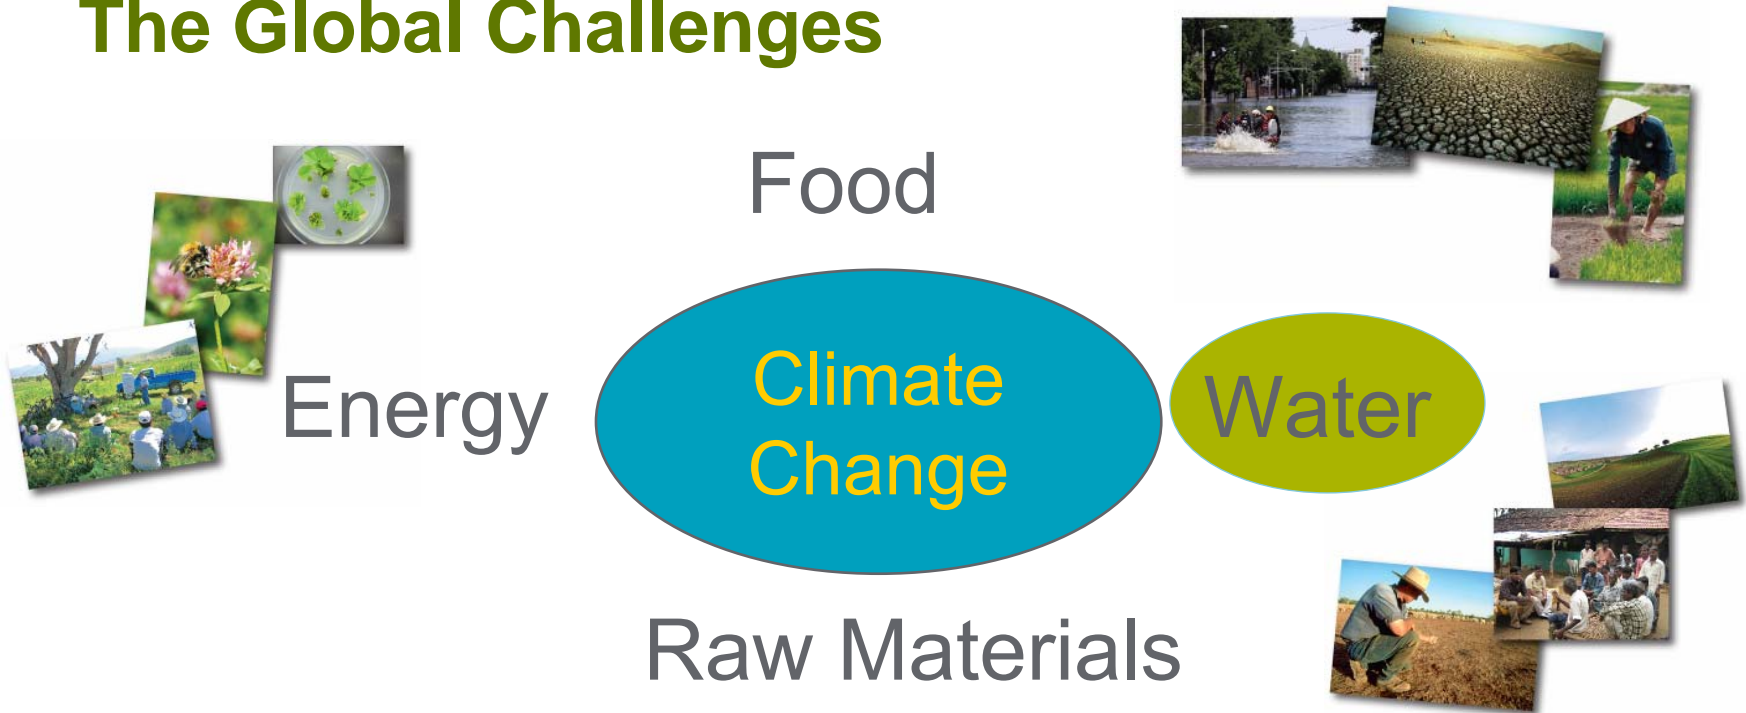 The Global Challenges
Food
Energy
Climate
Change
Water
Raw Materials